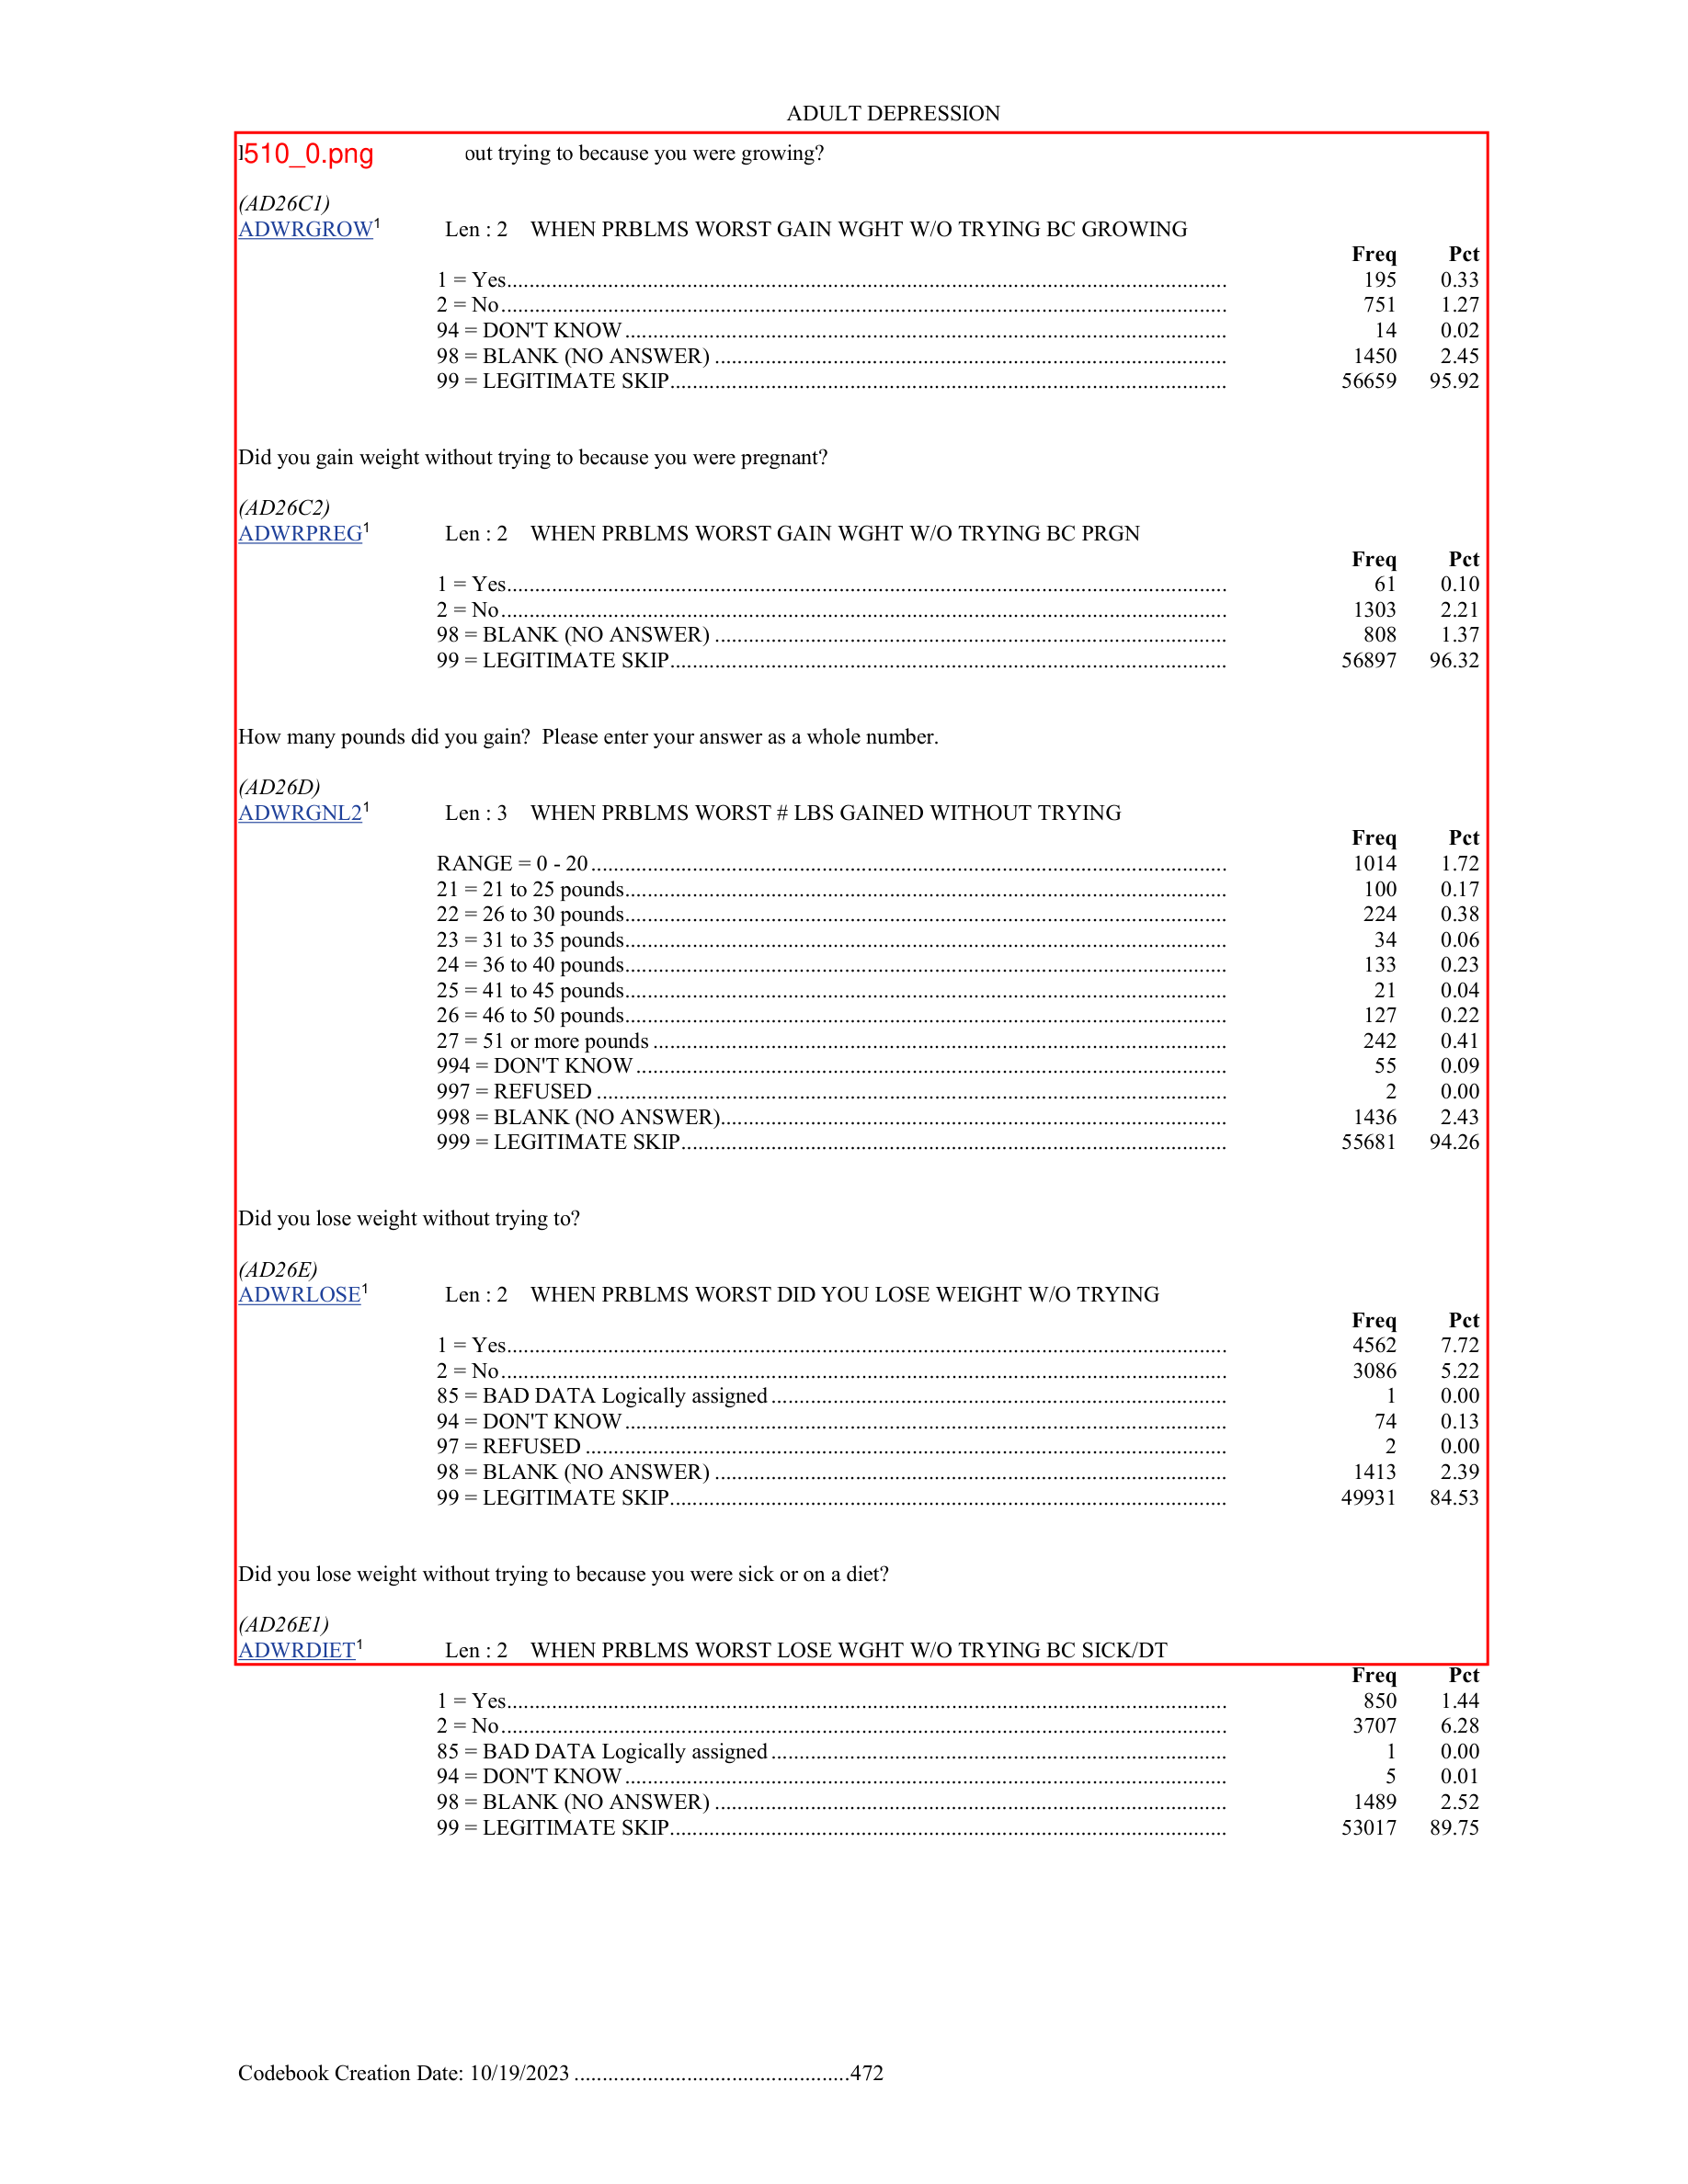 ADULT DEPRESSION
510_0.png out trying to because you were growing?
(AD26C1)
ADWRGROW1 Len : 2 WHEN PRBLMS WORST GAIN WGHT W/O TRYING BC GROWING
Freq Pct
1 = Yes 195 0.33
2 = No 751 1.27
94 = DON'T KNOW 14 0.02
98 = BLANK (NO ANSWER) 1450 2.45
99 = LEGITIMATE SKIP 56659 95.92
Did you gain weight without trying to because you were pregnant?
(AD26C2)
ADWRPREG1 Len : 2 WHEN PRBLMS WORST GAIN WGHT W/O TRYING BC PRGN
Freq Pct
1 = Yes 61 0.10
2 = No 1303 2.21
98 = BLANK (NO ANSWER) 808 1.37
99 = LEGITIMATE SKIP 56897 96.32
How many pounds did you gain? Please enter your answer as a whole number.
(AD26D)
ADWRGNL21 Len : 3 WHEN PRBLMS WORST # LBS GAINED WITHOUT TRYING
Freq Pct
RANGE = 0 - 20 1014 1.72
21 = 21 to 25 pounds 100 0.17
22 = 26 to 30 pounds 224 0.38
23 = 31 to 35 pounds 34 0.06
24 = 36 to 40 pounds 133 0.23
25 = 41 to 45 pounds 21 0.04
26 = 46 to 50 pounds 127 0.22
27 = 51 or more pounds 242 0.41
994 = DON'T KNOW 55 0.09
997 = REFUSED 2 0.00
998 = BLANK (NO ANSWER) 1436 2.43
999 = LEGITIMATE SKIP 55681 94.26
Did you lose weight without trying to?
(AD26E)
ADWRLOSE1 Len : 2 WHEN PRBLMS WORST DID YOU LOSE WEIGHT W/O TRYING
Freq Pct
1 = Yes 4562 7.72
2 = No 3086 5.22
85 = BAD DATA Logically assigned 1 0.00
94 = DON'T KNOW 74 0.13
97 = REFUSED 2 0.00
98 = BLANK (NO ANSWER) 1413 2.39
99 = LEGITIMATE SKIP 49931 84.53
Did you lose weight without trying to because you were sick or on a diet?
(AD26E1)
ADWRDIET1 Len : 2 WHEN PRBLMS WORST LOSE WGHT W/O TRYING BC SICK/DT
Freq Pct
1 = Yes 850 1.44
2 = No 3707 6.28
85 = BAD DATA Logically assigned 1 0.00
94 = DON'T KNOW 5 0.01
98 = BLANK (NO ANSWER) 1489 2.52
99 = LEGITIMATE SKIP 53017 89.75
Codebook Creation Date: 10/19/2023 .................................................472